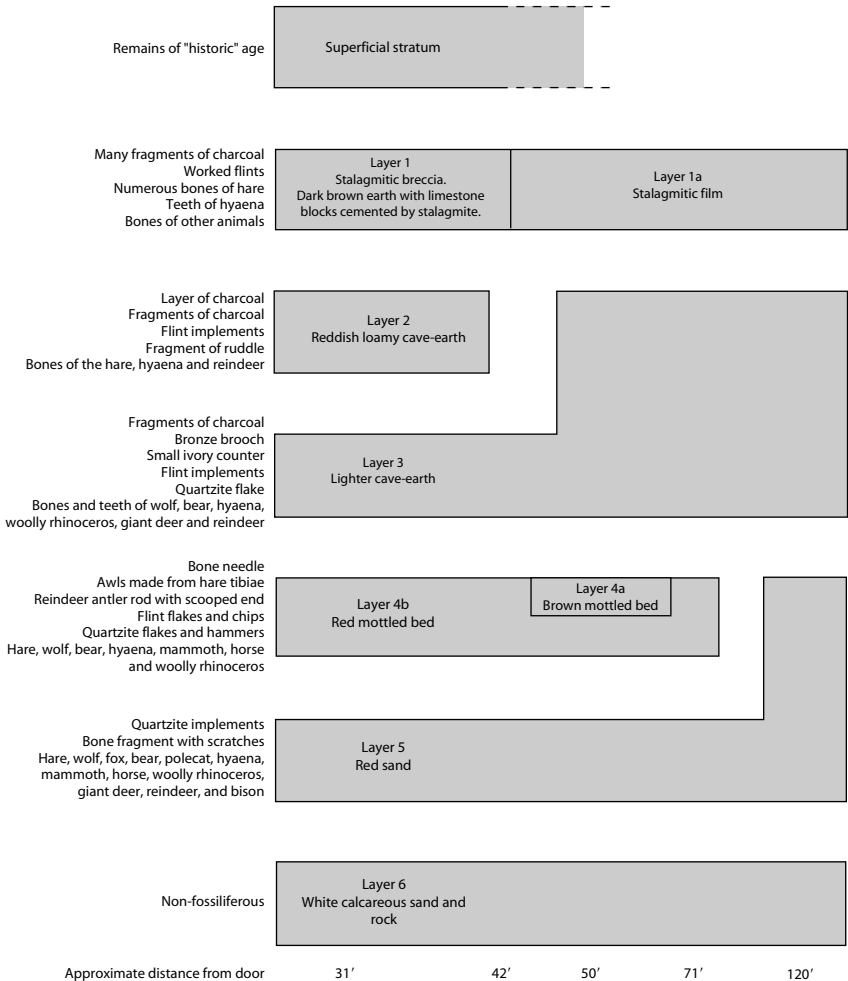 Remains of "historic" age
Superficial stratum
Many fragments of charcoal
Worked flints
Numerous bones of hare
Teeth of hyaena
Bones of other animals
Layer 1
Stalagmitic breccia.
Dark brown earth with limestone
blocks cemented by stalagmite.
Layer 1a
Stalagmitic film
Layer of charcoal
Fragments of charcoal
Flint implements
Fragment of ruddle
Bones of the hare, hyaena and reindeer
Layer 2
Reddish loamy cave-earth
Fragments of charcoal
Bronze brooch
Small ivory counter
Flint implements
Quartzite flake
Bones and teeth of wolf, bear, hyaena,
woolly rhinoceros, giant deer and reindeer
Layer 3
Lighter cave-earth
Bone needle
Awls made from hare tibiae
Reindeer antler rod with scooped end
Flint flakes and chips
Quartzite flakes and hammers
Hare, wolf, bear, hyaena, mammoth, horse
and woolly rhinoceros
Layer 4b
Red mottled bed
Layer 4a
Brown mottled bed
Quartzite implements
Bone fragment with scratches
Hare, wolf, fox, bear, polecat, hyaena,
mammoth, horse, woolly rhinoceros,
giant deer, reindeer, and bison
Layer 5
Red sand
Non-fossiliferous
Layer 6
White calcareous sand and
rock
Approximate distance from door 31′ 42′ 50′ 71′ 120′